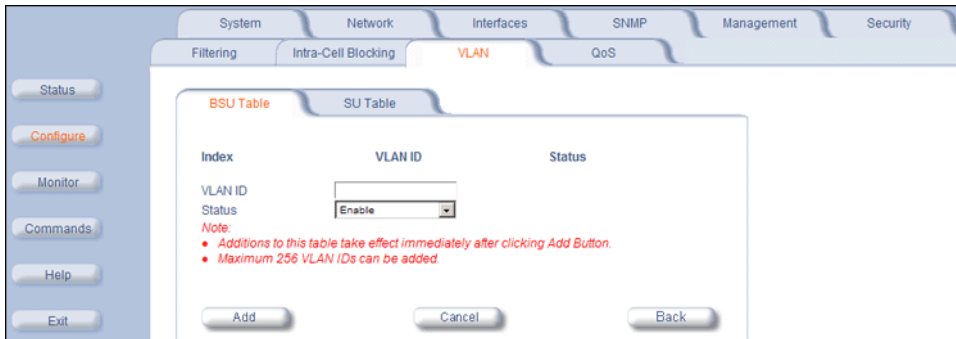 System Network Interfaces SNMP Management Security
Filtering Intra-Cell Blocking VLAN QoS
Status
Configure
Monitor
Commands
Help
Exit
BSU Table SU Table
Index VLAN ID Status
VLAN ID
Status Enable
Note:
• Additions to this table take effect immediately after clicking Add Button.
• Maximum 256 VLAN IDs can be added.
Add Cancel Back